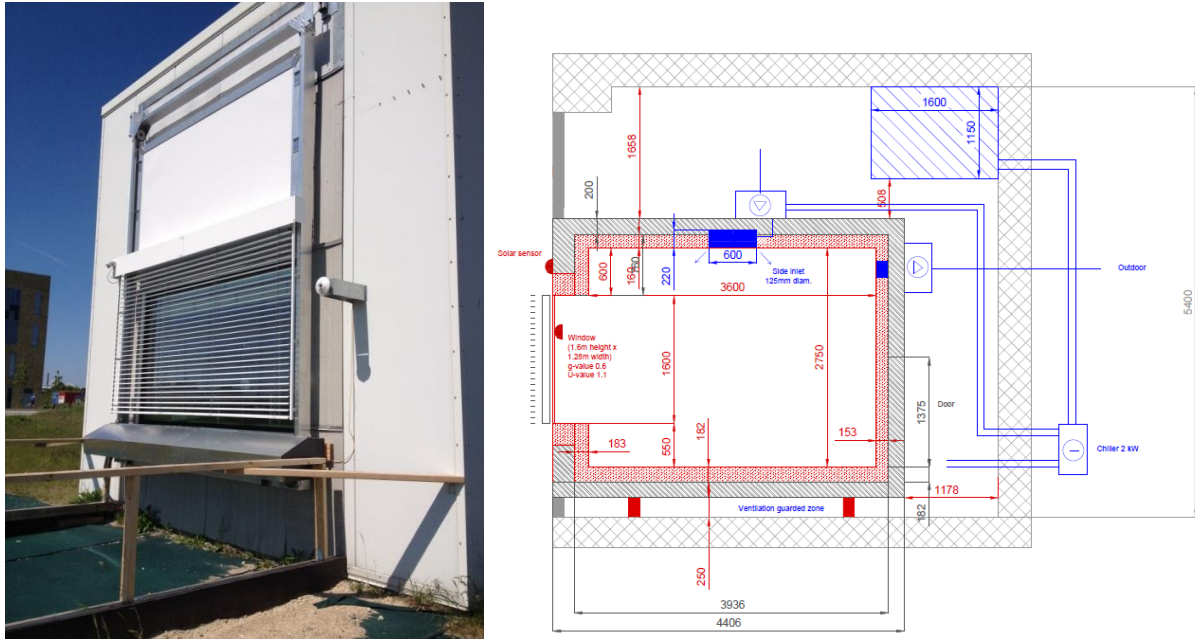 1600
1150
1658
200
508
600
Solar sensor
600
160
220
Side inlet
125mm diam.
Outdoor
3600
5400
Window
(1.6m height x
1.28m width)
g-value 0.6
U-value 1.1
1600
2750
1375
Door
183
550
182
153
Chiller 2 kW
1178
182
Ventilation guarded zone
250
3936
4406